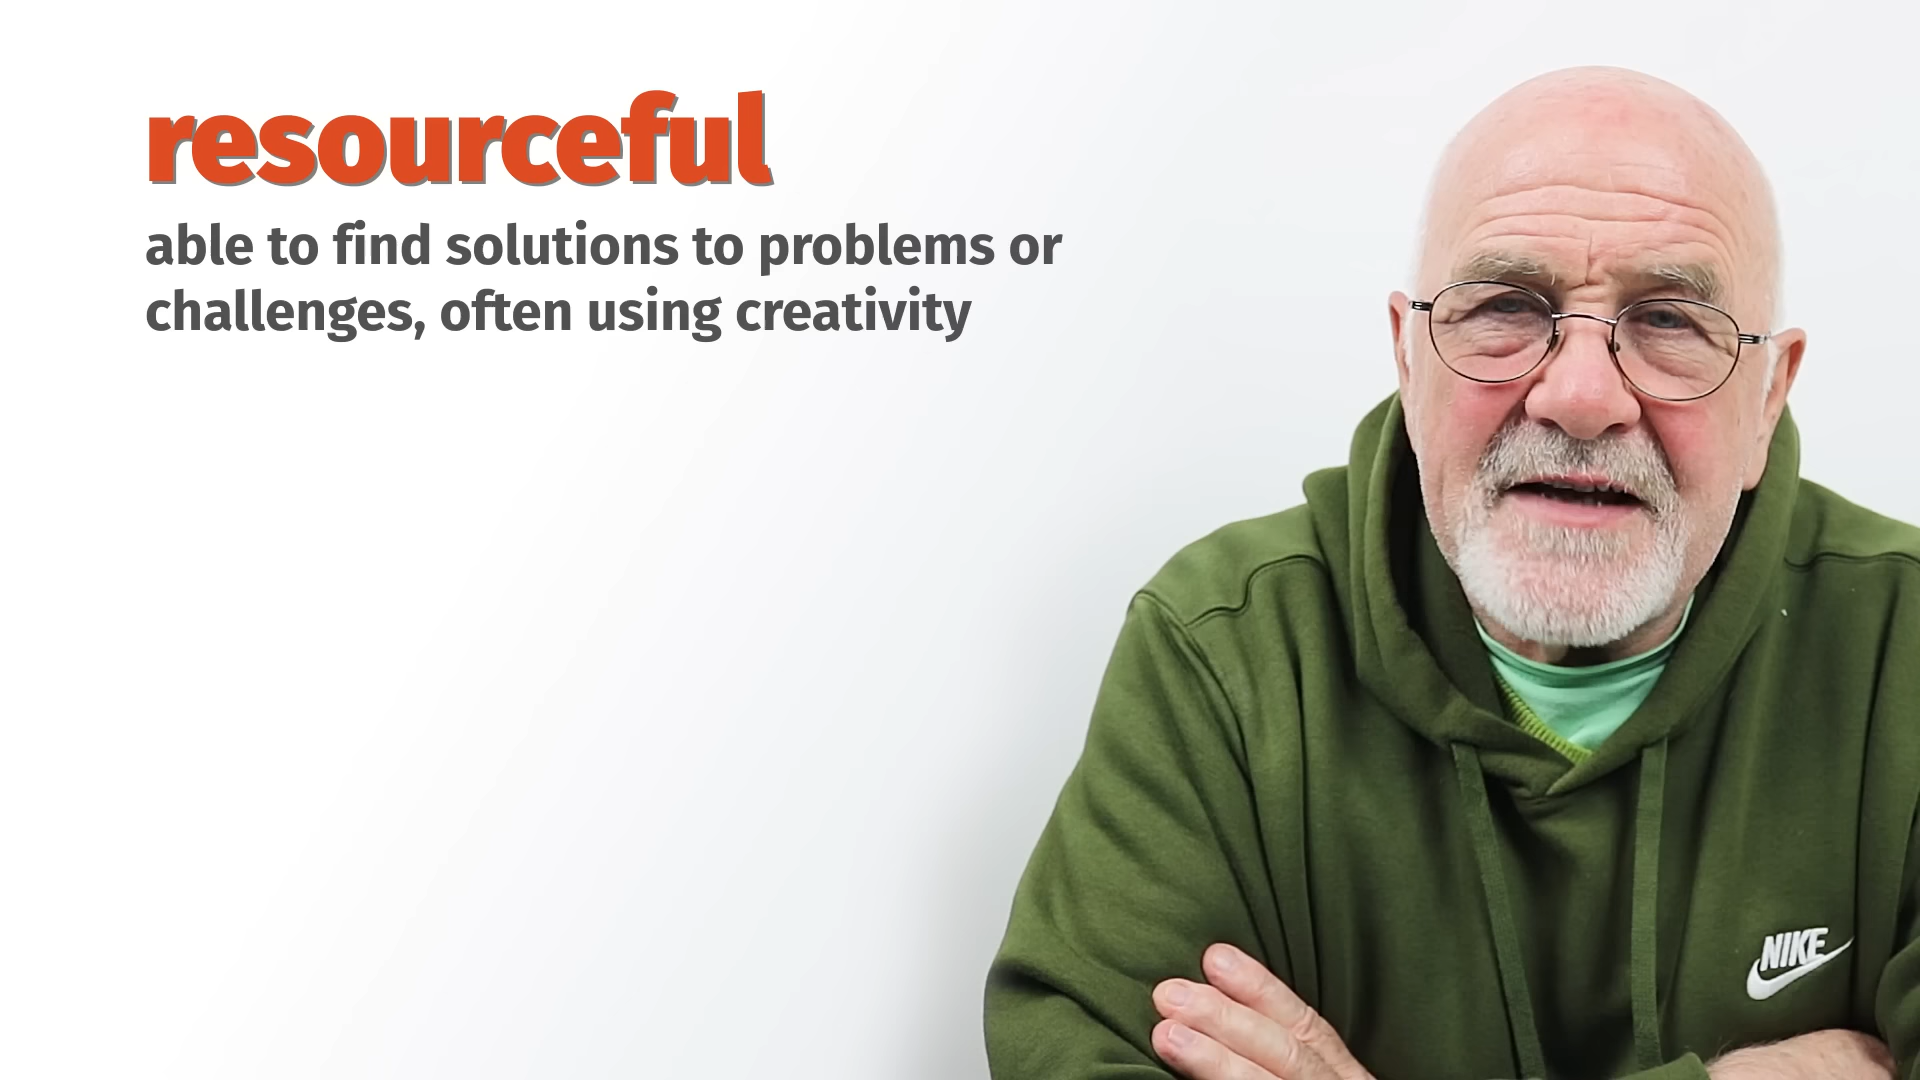 resourceful
able to find solutions to problems or
challenges, often using creativity
NIKE